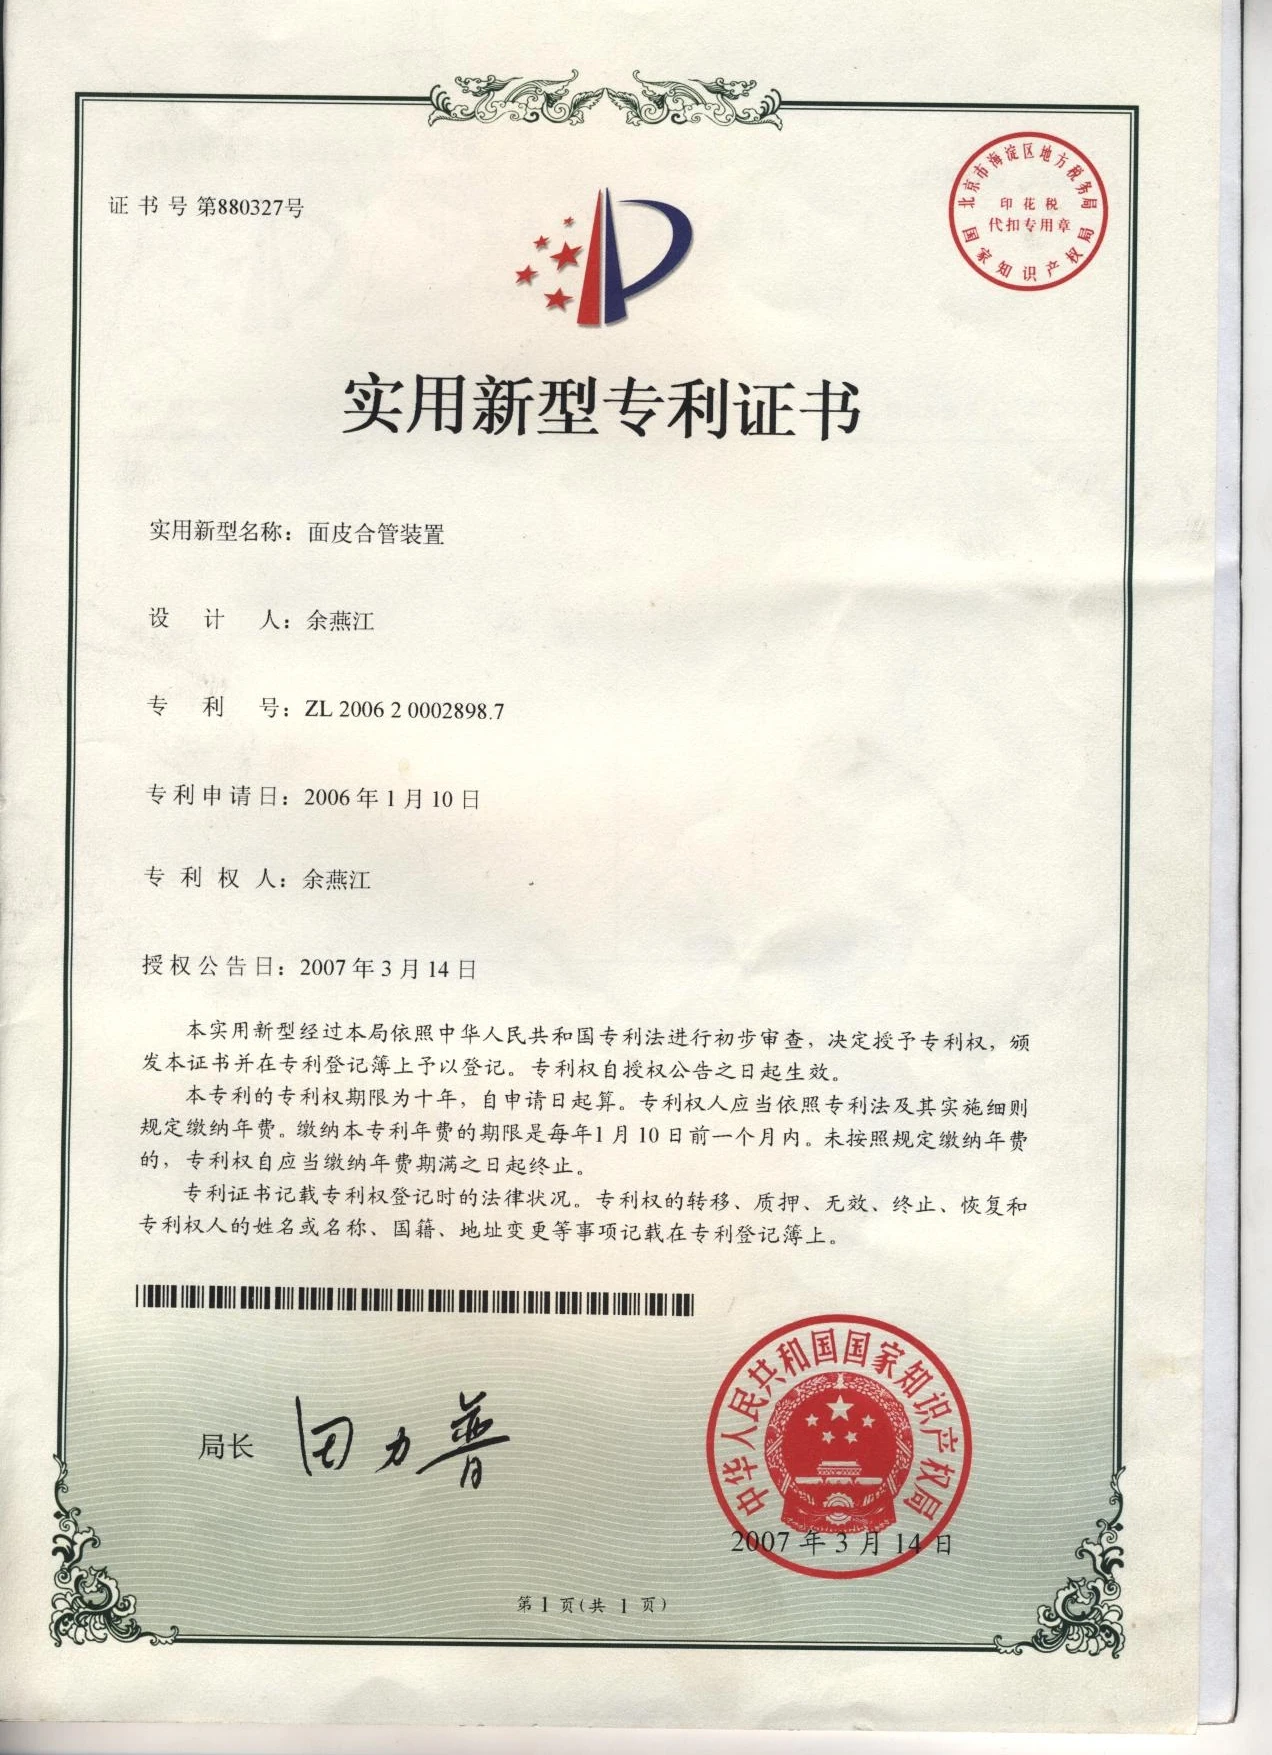 证书号第880327号
北京市海淀区地方税务局
印花税
代扣专用章
国家知识产权局
实用新型专利证书
实用新型名称：面皮合管装置
设计人：余燕江
专利号：ZL 2006 2 0002898.7
专利申请日：2006年1月10日
专利权人：余燕江
授权公告日：2007年3月14日
本实用新型经过本局依照中华人民共和国专利法进行初步审查，决定授予专利权，颁
发本证书并在专利登记簿上予以登记。专利权自授权公告之日起生效。
本专利的专利权期限为十年，自申请日起算。专利权人应当依照专利法及其实施细则
规定缴纳年费。缴纳本专利年费的期限是每年1月10日前一个月内。未按照规定缴纳年费
的，专利权自应当缴纳年费期满之日起终止。
专利证书记载专利权登记时的法律状况。专利权的转移、质押、无效、终止、恢复和
专利权人的姓名或名称、国籍、地址变更等事项记载在专利登记簿上。
局长 田力普
中华人民共和国国家知识产权局
2007年3月14日
第1页(共1页)